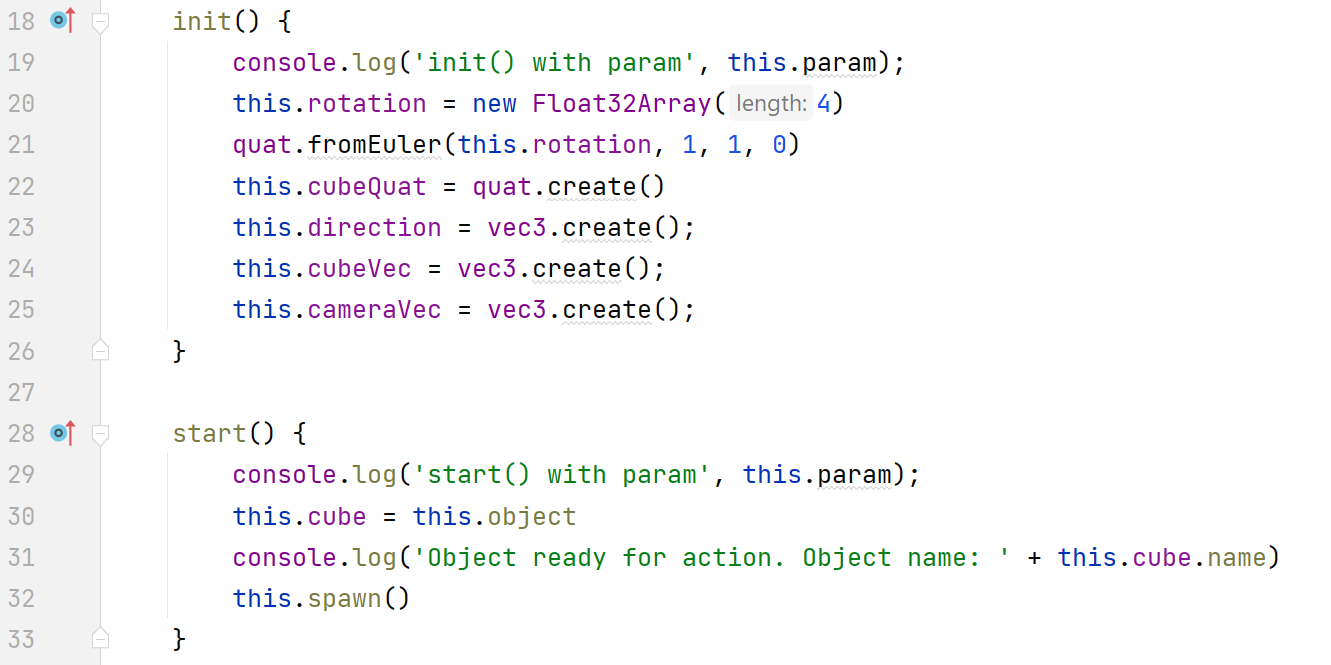 18 init() {
19 console.log('init() with param', this.param);
20 this.rotation = new Float32Array( length: 4)
21 quat.fromEuler(this.rotation, 1, 1, 0)
22 this.cubeQuat = quat.create()
23 this.direction = vec3.create();
24 this.cubeVec = vec3.create();
25 this.cameraVec = vec3.create();
26 }
27
28 start() {
29 console.log('start() with param', this.param);
30 this.cube = this.object
31 console.log('Object ready for action. Object name: ' + this.cube.name)
32 this.spawn()
33 }